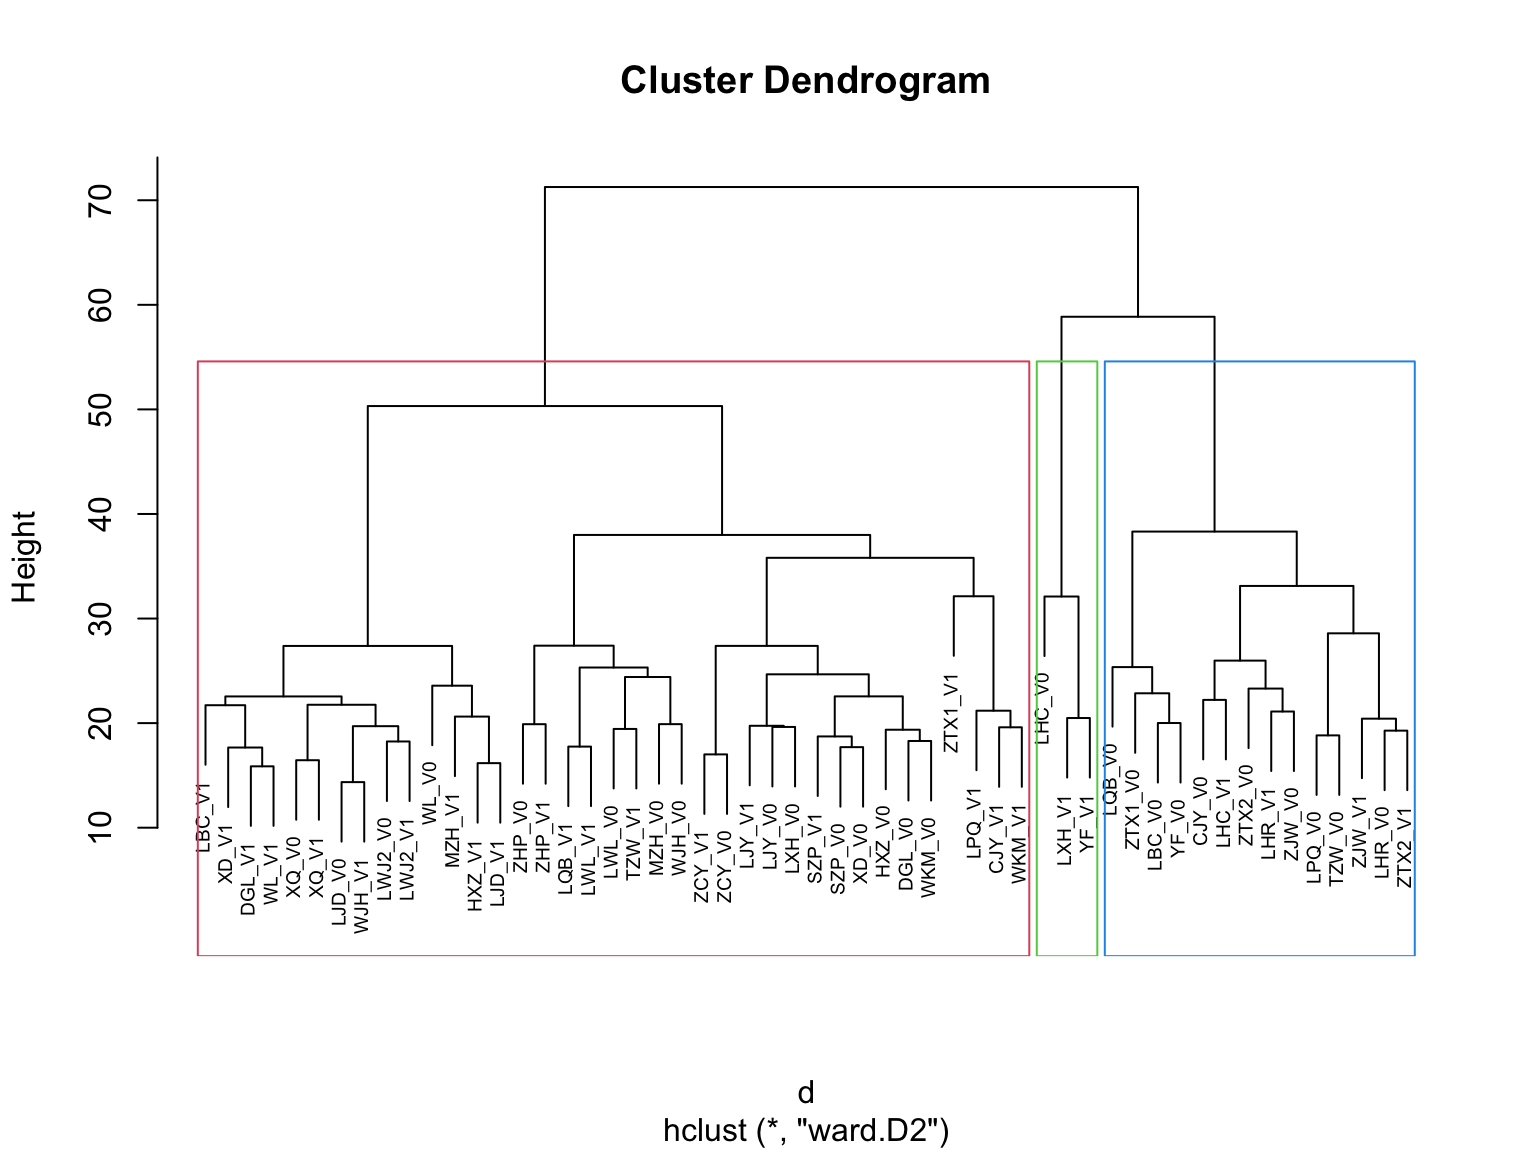 Cluster Dendrogram
Height
70
60
50
40
30
20
10
LBC_V1
XD_V1
DGL_V1
WL_V1
XQ_V0
XQ_V1
LJD_V0
WJH_V1
LWJ2_V0
LWJ2_V1
WL_V0
MZH_V1
HXZ_V1
LJD_V1
ZHP_V0
ZHP_V1
LQB_V1
LWL_V1
LWL_V0
TZW_V1
MZH_V0
WJH_V0
ZCY_V1
ZCY_V0
LJY_V1
LJY_V0
LXH_V0
SZP_V1
SZP_V0
XD_V0
HXZ_V0
DGL_V0
WKM_V0
ZTX1_V1
LPQ_V1
CJY_V1
WKM_V1
LHC_V0
LXH_V1
YF_V1
LQB_V0
ZTX1_V0
LBC_V0
YF_V0
CJY_V0
LHC_V1
ZTX2_V0
LHR_V1
ZJW_V0
LPQ_V0
TZW_V0
ZJW_V1
LHR_V0
ZTX2_V1
d
hclust (*, "ward.D2")